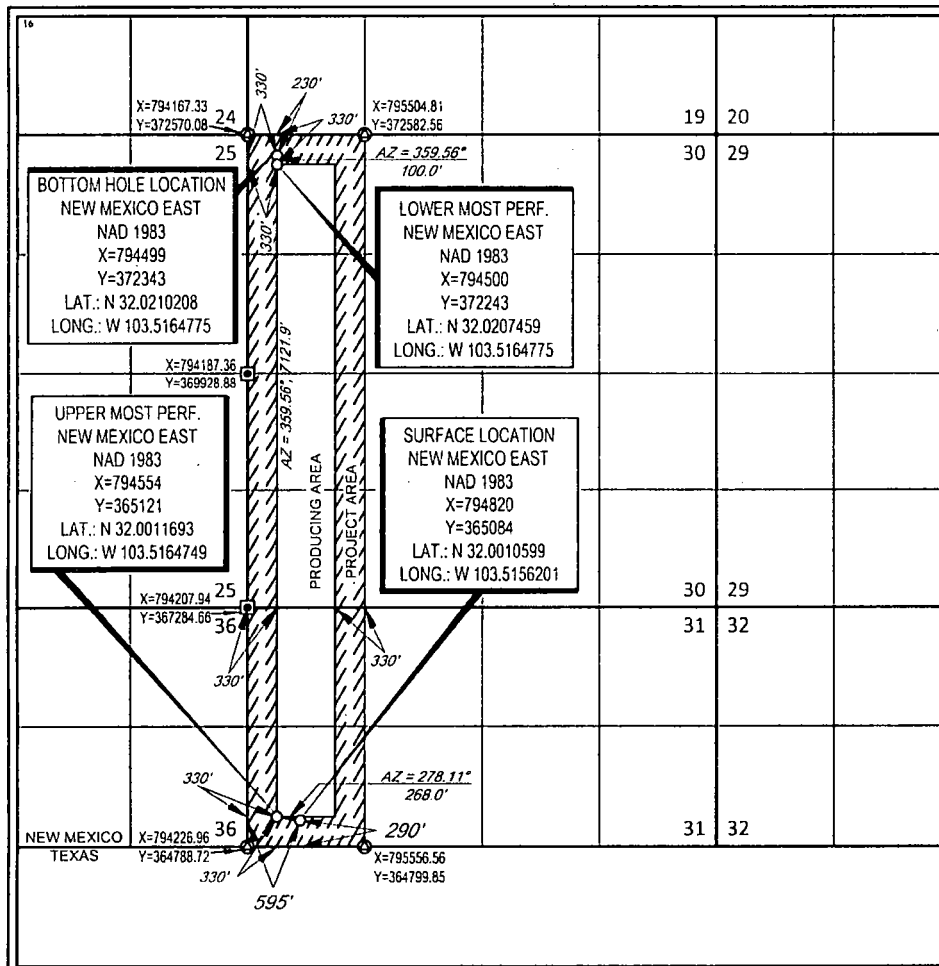 16
330'
230'
330'
X=794167.33
Y=372570.08
24
25
X=795504.81
Y=372582.56
AZ = 359.56°
100.0'
19 20
30 29
BOTTOM HOLE LOCATION
NEW MEXICO EAST
NAD 1983
X=794499
Y=372343
LAT.: N 32.0210208
LONG.: W 103.5164775
330'
LOWER MOST PERF.
NEW MEXICO EAST
NAD 1983
X=794500
Y=372243
LAT.: N 32.0207459
LONG.: W 103.5164775
X=794187.36
Y=369928.88
AZ = 359.56°, 7121.9'
UPPER MOST PERF.
NEW MEXICO EAST
NAD 1983
X=794554
Y=365121
LAT.: N 32.0011693
LONG.: W 103.5164749
PRODUCING AREA
PROJECT AREA
SURFACE LOCATION
NEW MEXICO EAST
NAD 1983
X=794820
Y=365084
LAT.: N 32.0010599
LONG.: W 103.5156201
X=794207.94
Y=367284.66
25
36
30 29
31 32
330'
330'
330'
AZ = 278.11°
268.0'
290'
36
31 32
NEW MEXICO
TEXAS
X=794226.96
Y=364788.72
330'
595'
X=795556.56
Y=364799.85